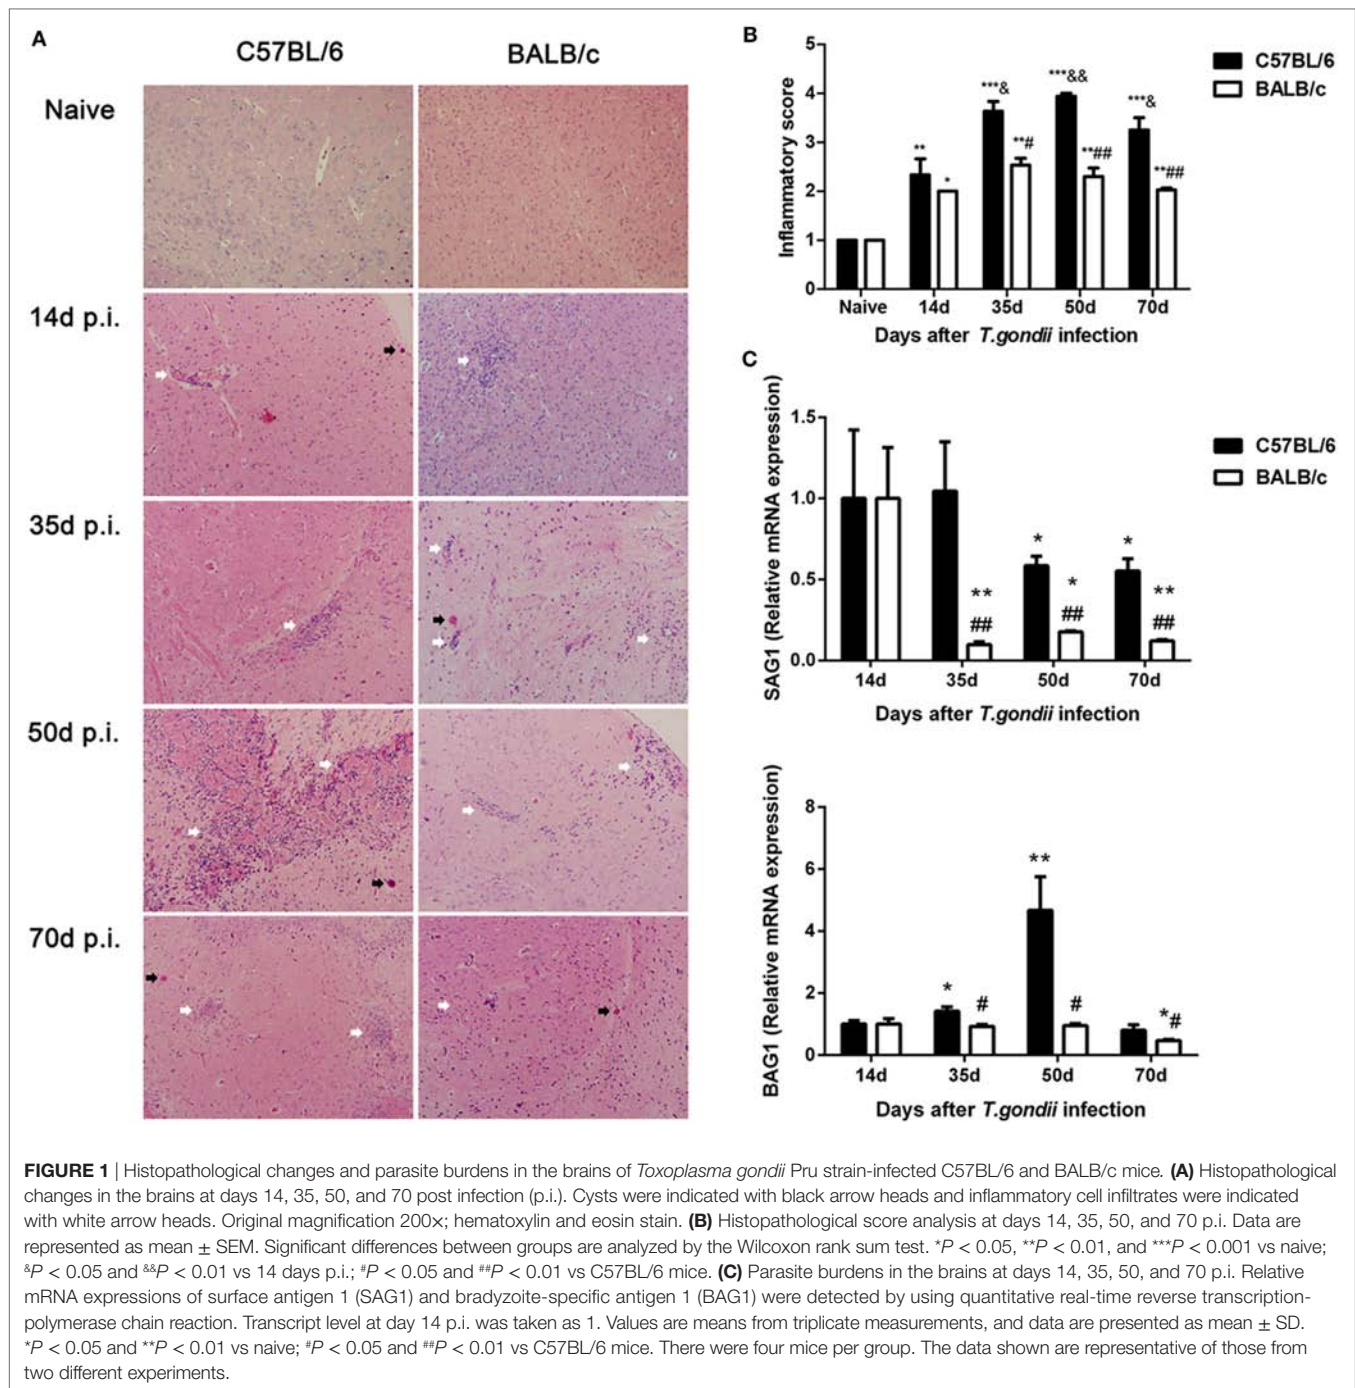 A
C57BL/6
BALB/c
Naive
14d p.i.
35d p.i.
50d p.i.
70d p.i.
B
Inflammatory score
5
4
3
2
1
0
**
*
***&
**#
***&&
**##
***&
**##
Naive
14d
35d
50d
70d
Days after T.gondii infection
C57BL/6
BALB/c
C
SAG1 (Relative mRNA expression)
1.5
1.0
0.5
0.0
**
##
*
*
##
*
**
##
14d
35d
50d
70d
Days after T.gondii infection
C57BL/6
BALB/c
BAG1 (Relative mRNA expression)
8
6
4
2
0
*
#
**
#
*#
14d
35d
50d
70d
Days after T.gondii infection
FIGURE 1 | Histopathological changes and parasite burdens in the brains of Toxoplasma gondii Pru strain-infected C57BL/6 and BALB/c mice. (A) Histopathological
changes in the brains at days 14, 35, 50, and 70 post infection (p.i.). Cysts were indicated with black arrow heads and inflammatory cell infiltrates were indicated
with white arrow heads. Original magnification 200×; hematoxylin and eosin stain. (B) Histopathological score analysis at days 14, 35, 50, and 70 p.i. Data are
represented as mean ± SEM. Significant differences between groups are analyzed by the Wilcoxon rank sum test. *P < 0.05, **P < 0.01, and ***P < 0.001 vs naive;
&P < 0.05 and &&P < 0.01 vs 14 days p.i.; #P < 0.05 and ##P < 0.01 vs C57BL/6 mice. (C) Parasite burdens in the brains at days 14, 35, 50, and 70 p.i. Relative
mRNA expressions of surface antigen 1 (SAG1) and bradyzoite-specific antigen 1 (BAG1) were detected by using quantitative real-time reverse transcription-
polymerase chain reaction. Transcript level at day 14 p.i. was taken as 1. Values are means from triplicate measurements, and data are presented as mean ± SD.
*P < 0.05 and **P < 0.01 vs naive; #P < 0.05 and ##P < 0.01 vs C57BL/6 mice. There were four mice per group. The data shown are representative of those from
two different experiments.